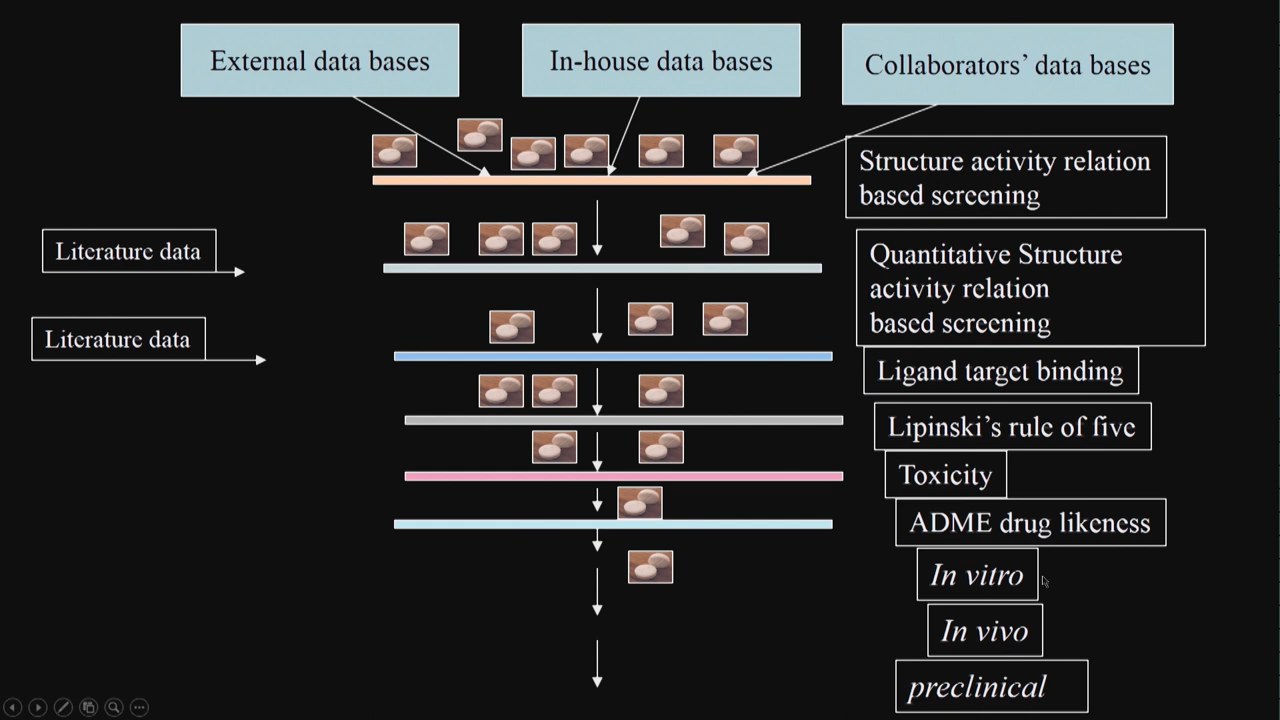 External data bases
In-house data bases
Collaborators' data bases
Structure activity relation
based screening
Literature data
Quantitative Structure
activity relation
based screening
Literature data
Ligand target binding
Lipinski's rule of five
Toxicity
ADME drug likeness
In vitro
In vivo
preclinical